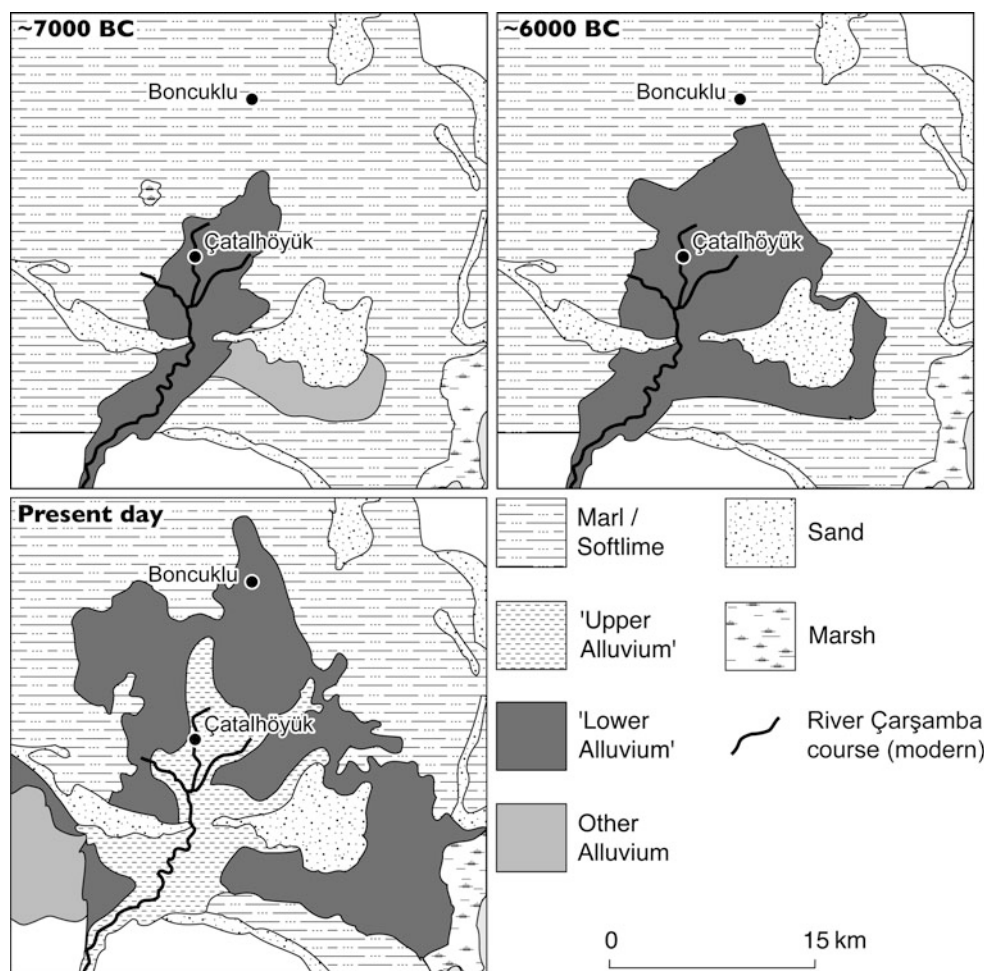 ~7000 BC
Boncuklu
Çatalhöyük
~6000 BC
Boncuklu
Çatalhöyük
Present day
Boncuklu
Çatalhöyük
Marl /
Softlime
Sand
'Upper
Alluvium'
Marsh
'Lower
Alluvium'
River Çarşamba
course (modern)
Other
Alluvium
0 15 km